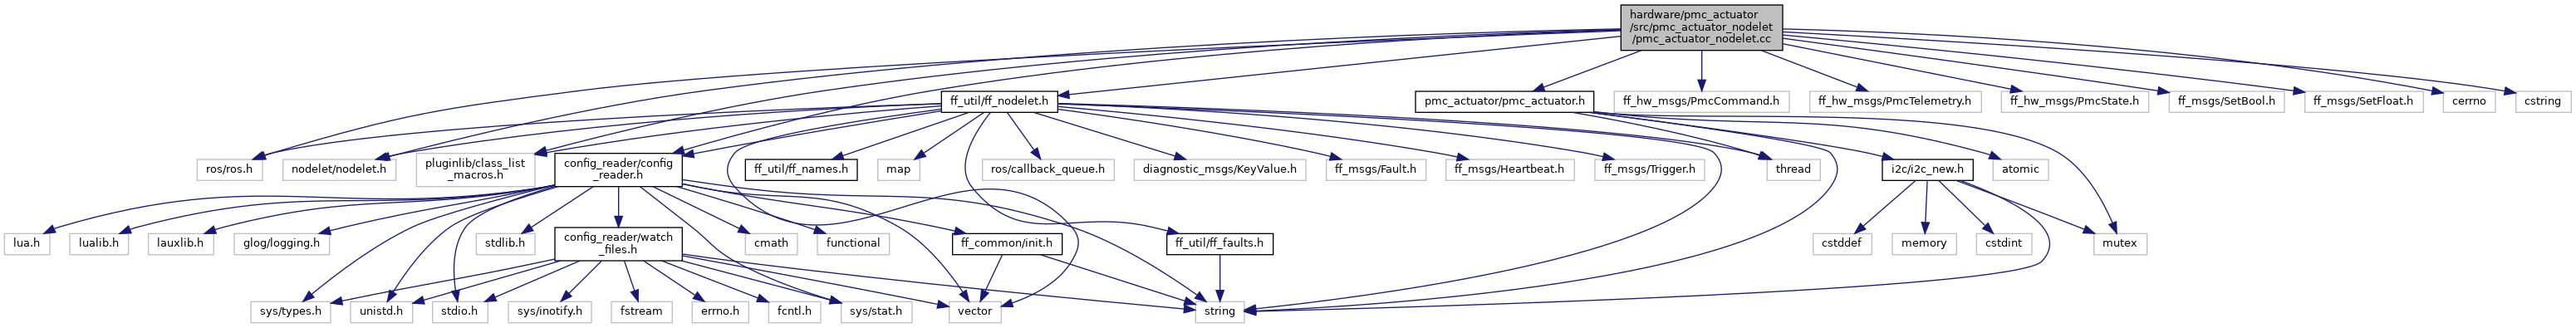 hardware/pmc_actuator
/src/pmc_actuator_nodelet
/pmc_actuator_nodelet.cc
ff_util/ff_nodelet.h
pmc_actuator/pmc_actuator.h
ff_hw_msgs/PmcCommand.h
ff_hw_msgs/PmcTelemetry.h
ff_hw_msgs/PmcState.h
ff_msgs/SetBool.h
ff_msgs/SetFloat.h
cerrno
cstring
ros/ros.h
nodelet/nodelet.h
pluginlib/class_list
_macros.h
config_reader/config
_reader.h
ff_util/ff_names.h
map
ros/callback_queue.h
diagnostic_msgs/KeyValue.h
ff_msgs/Fault.h
ff_msgs/Heartbeat.h
ff_msgs/Trigger.h
thread
i2c/i2c_new.h
atomic
lua.h
lualib.h
lauxlib.h
glog/logging.h
stdlib.h
config_reader/watch
_files.h
cmath
functional
ff_common/init.h
ff_util/ff_faults.h
cstddef
memory
cstdint
mutex
sys/types.h
unistd.h
stdio.h
sys/inotify.h
fstream
errno.h
fcntl.h
sys/stat.h
vector
string